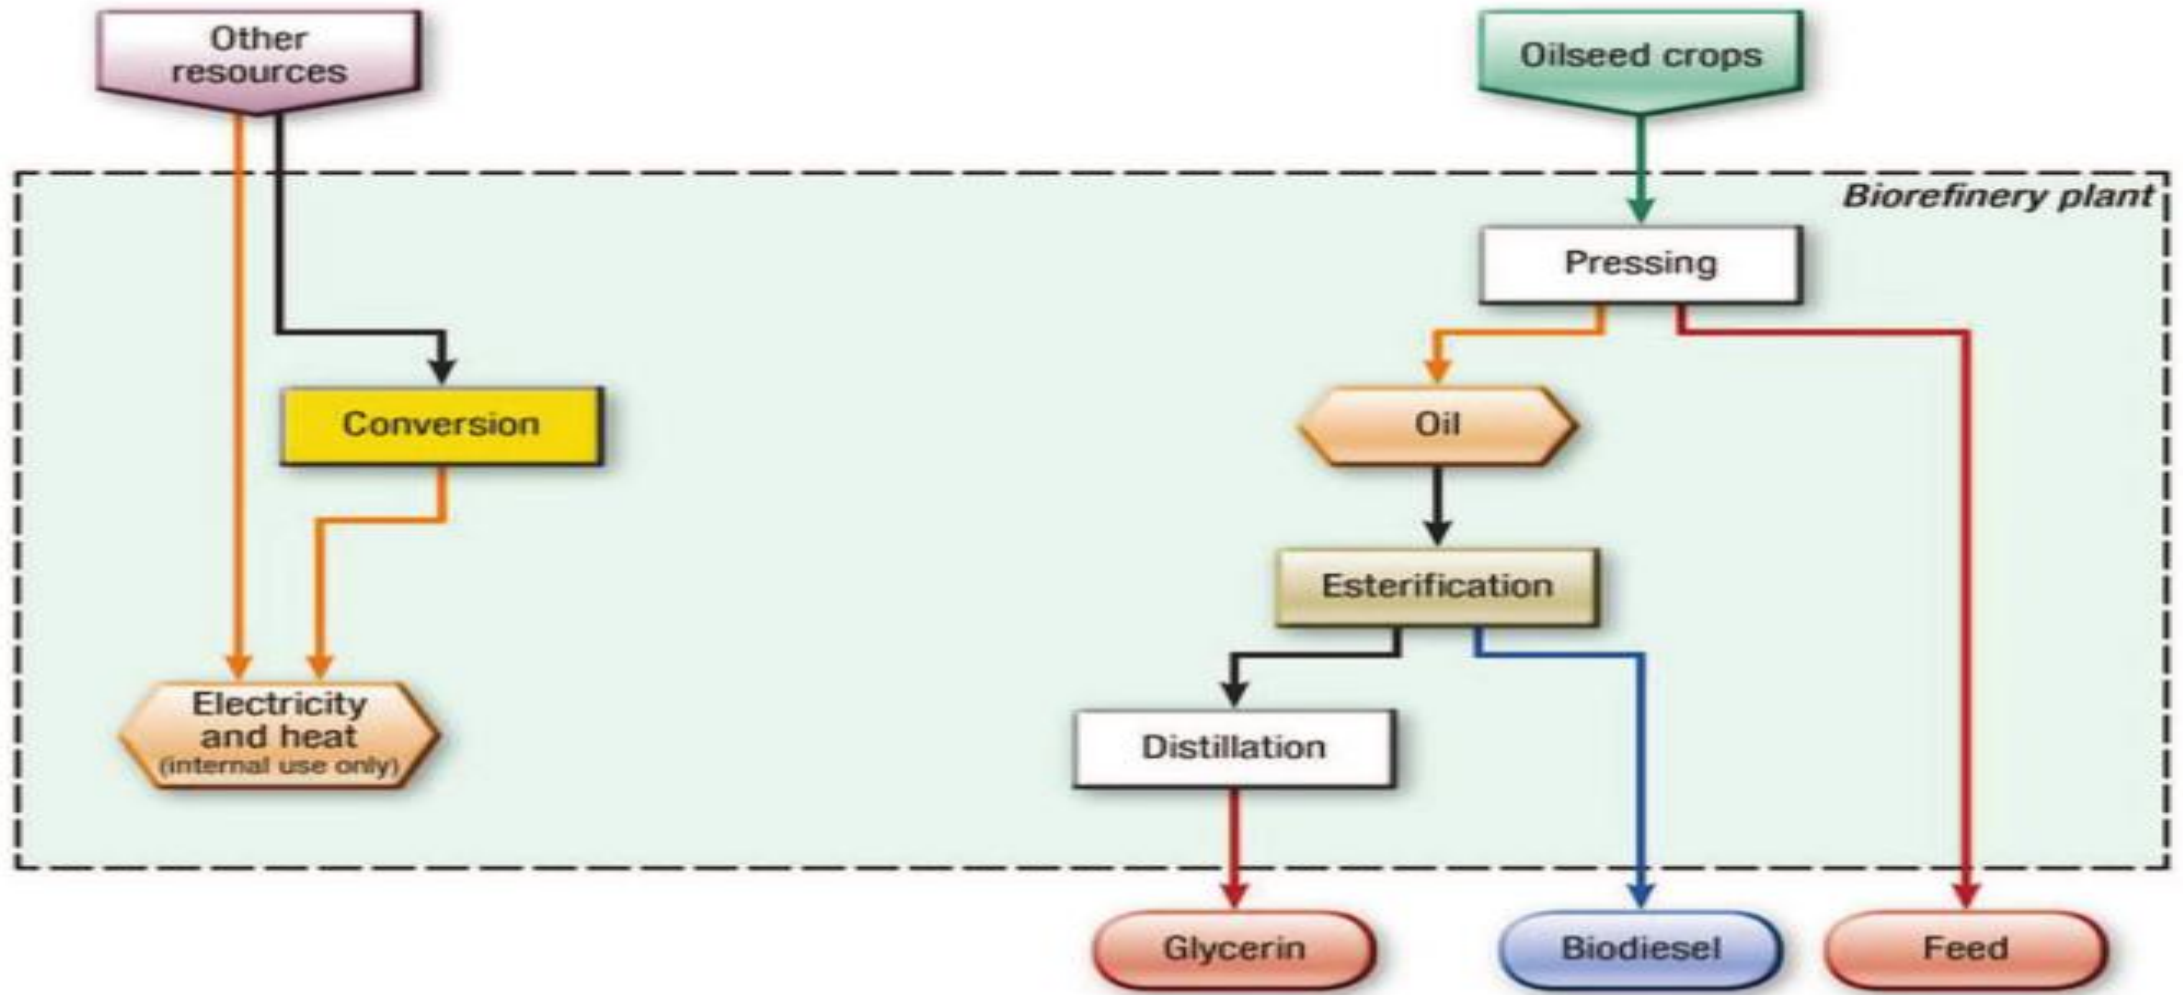 Other
resources
Oilseed crops
Biorefinery plant
Pressing
Conversion
Oil
Esterification
Electricity
and heat
(internal use only)
Distillation
Glycerin
Biodiesel
Feed